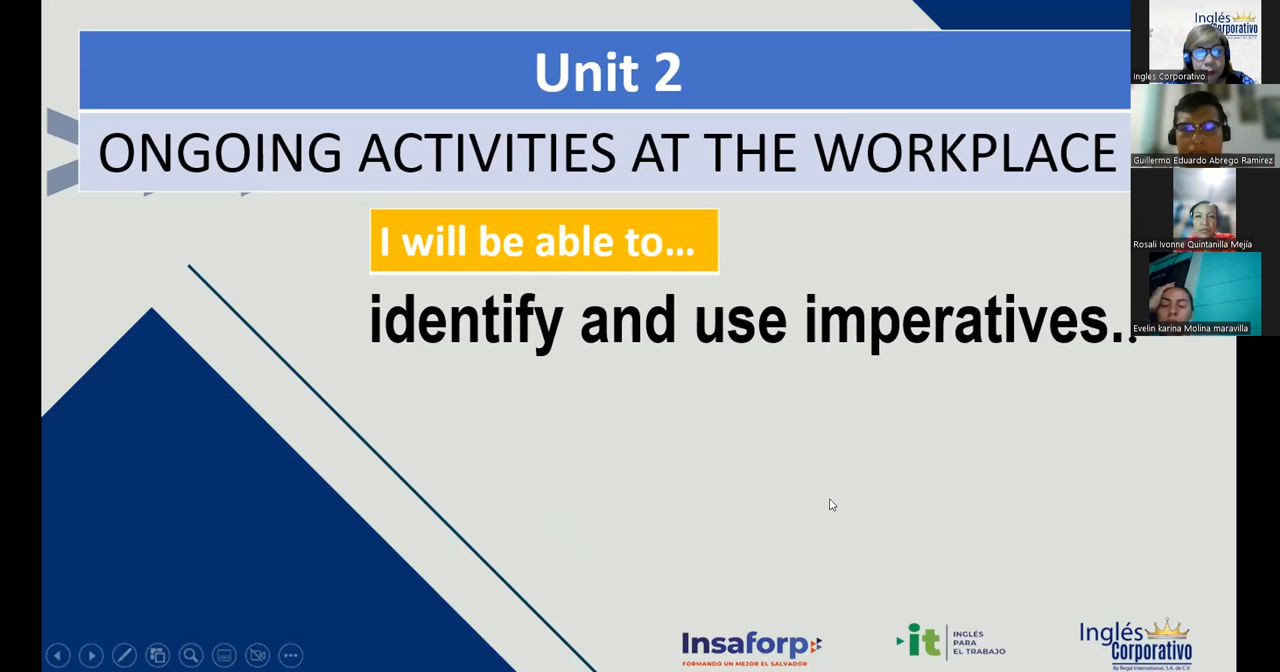 Unit 2
ONGOING ACTIVITIES AT THE WORKPLACE
I will be able to...
identify and use imperatives..
Inglés
Corporativo
Ingles Corporativo
Guillermo Eduardo Abrego Ramirez
Rosali Ivonne Quintanilla Mejía
Evelin karina Molina maravilla
Insaforp
FORMANDO UN MEJOR EL SALVADOR
it
INGLÉS
PARA
EL TRABAJO
Inglés
Corporativo
By Regal International, S.A. de C.V.